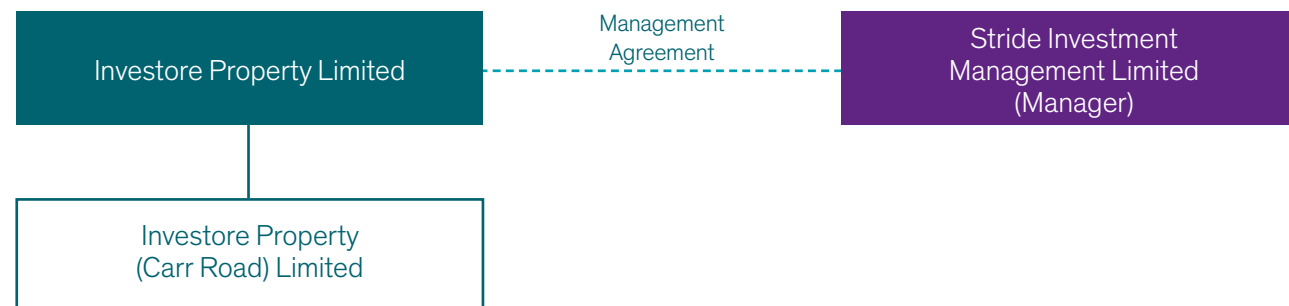 Investore Property Limited
Management
Agreement
Stride Investment
Management Limited
(Manager)
Investore Property
(Carr Road) Limited